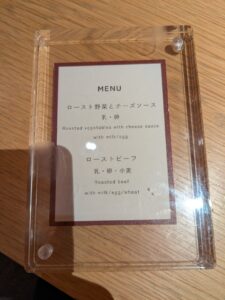 MENU
ロースト野菜とチーズソース
乳・卵
Roasted vegetables with cheese sauce
with milk/egg
ローストビーフ
乳・卵・小麦
Roasted beef
with milk/egg/wheat